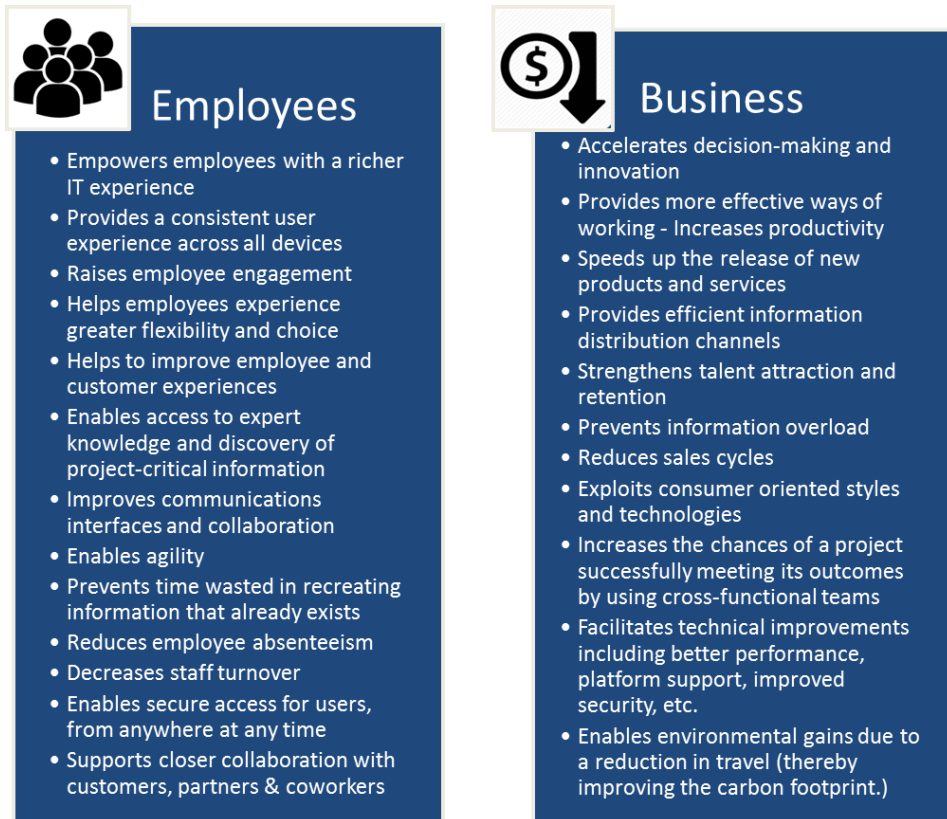 Employees
• Empowers employees with a richer
IT experience
• Provides a consistent user
experience across all devices
• Raises employee engagement
• Helps employees experience
greater flexibility and choice
• Helps to improve employee and
customer experiences
• Enables access to expert
knowledge and discovery of
project-critical information
• Improves communications
interfaces and collaboration
• Enables agility
• Prevents time wasted in recreating
information that already exists
• Reduces employee absenteeism
• Decreases staff turnover
• Enables secure access for users,
from anywhere at any time
• Supports closer collaboration with
customers, partners & coworkers
$
Business
• Accelerates decision-making and
innovation
• Provides more effective ways of
working - Increases productivity
• Speeds up the release of new
products and services
• Provides efficient information
distribution channels
• Strengthens talent attraction and
retention
• Prevents information overload
• Reduces sales cycles
• Exploits consumer oriented styles
and technologies
• Increases the chances of a project
successfully meeting its outcomes
by using cross-functional teams
• Facilitates technical improvements
including better performance,
platform support, improved
security, etc.
• Enables environmental gains due to
a reduction in travel (thereby
improving the carbon footprint.)